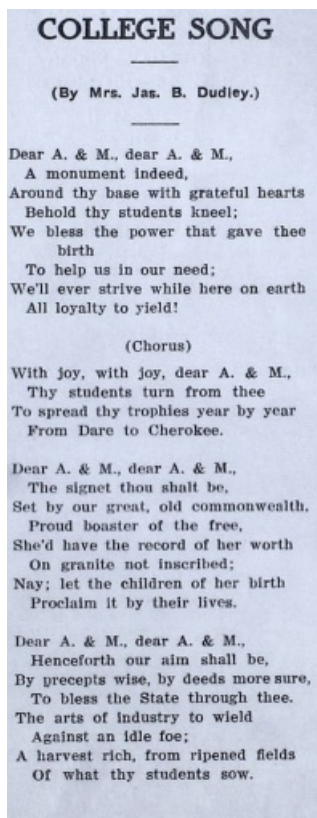 COLLEGE SONG
(By Mrs. Jas. B. Dudley.)
Dear A. & M., dear A. & M.,
A monument indeed,
Around thy base with grateful hearts
Behold thy students kneel;
We bless the power that gave thee
birth
To help us in our need;
We'll ever strive while here on earth
All loyalty to yield!
(Chorus)
With joy, with joy, dear A. & M.,
Thy students turn from thee
To spread thy trophies year by year
From Dare to Cherokee.
Dear A. & M., dear A. & M.,
The signet thou shalt be,
Set by our great, old commonwealth,
Proud boaster of the free,
She'd have the record of her worth
On granite not inscribed;
Nay; let the children of her birth
Proclaim it by their lives.
Dear A. & M., dear A. & M.,
Henceforth our aim shall be,
By precepts wise, by deeds more sure,
To bless the State through thee.
The arts of industry to wield
Against an idle foe;
A harvest rich, from ripened fields
Of what thy students sow.